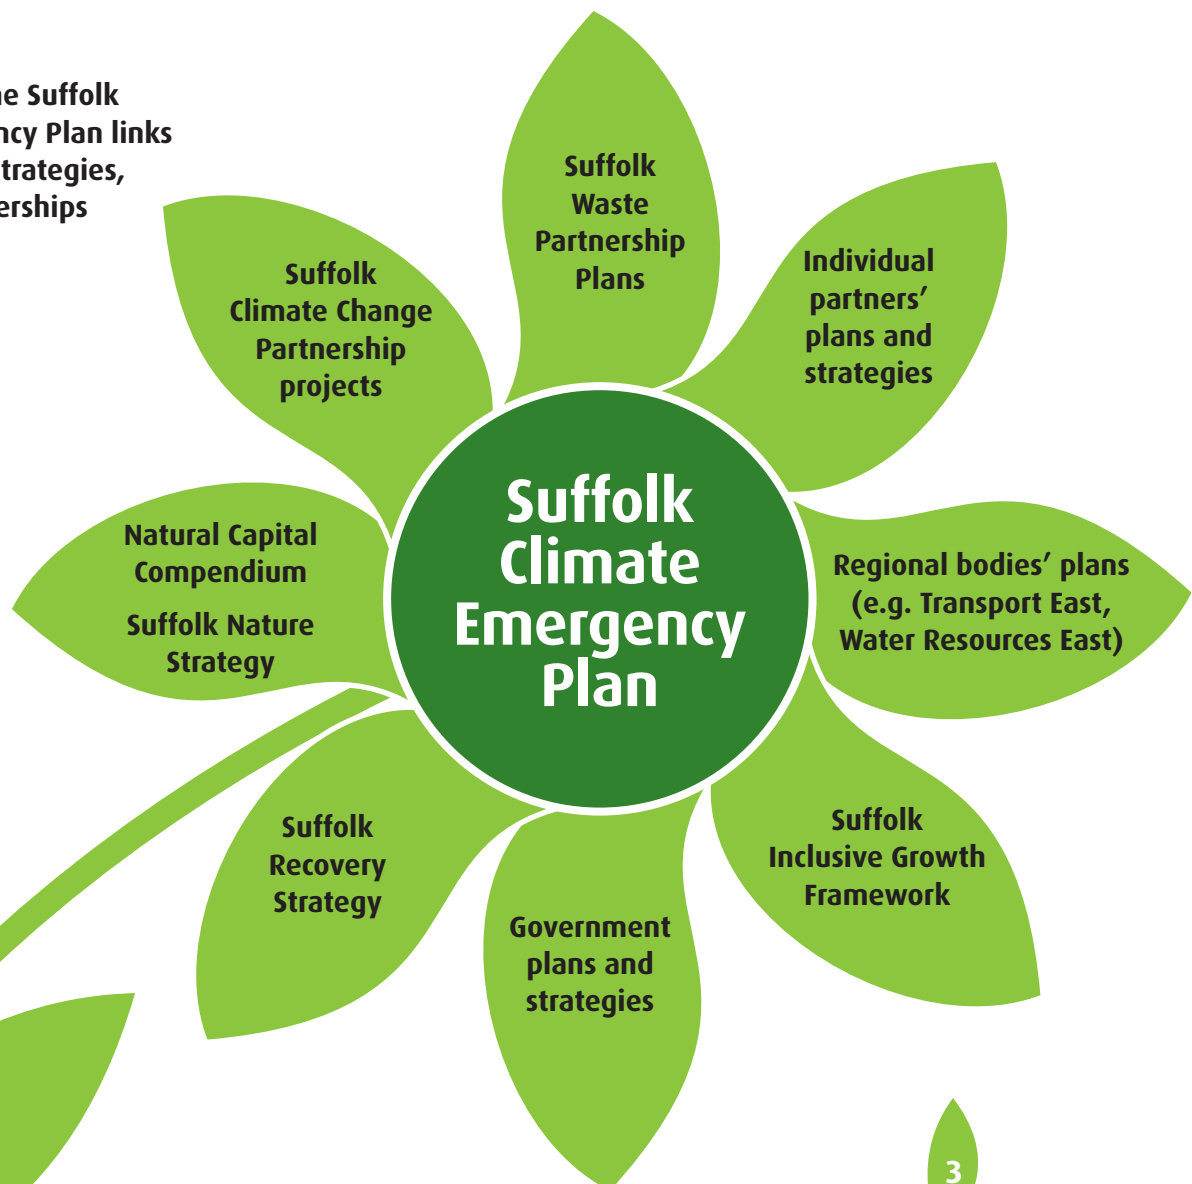 ne Suffolk
ncy Plan links
trategies,
erships
Suffolk
Waste
Partnership
Plans
Individual
partners'
plans and
strategies
Suffolk
Climate Change
Partnership
projects
Suffolk
Climate
Emergency
Plan
Natural Capital
Compendium
Suffolk Nature
Strategy
Regional bodies' plans
(e.g. Transport East,
Water Resources East)
Suffolk
Recovery
Strategy
Suffolk
Inclusive Growth
Framework
Government
plans and
strategies
3